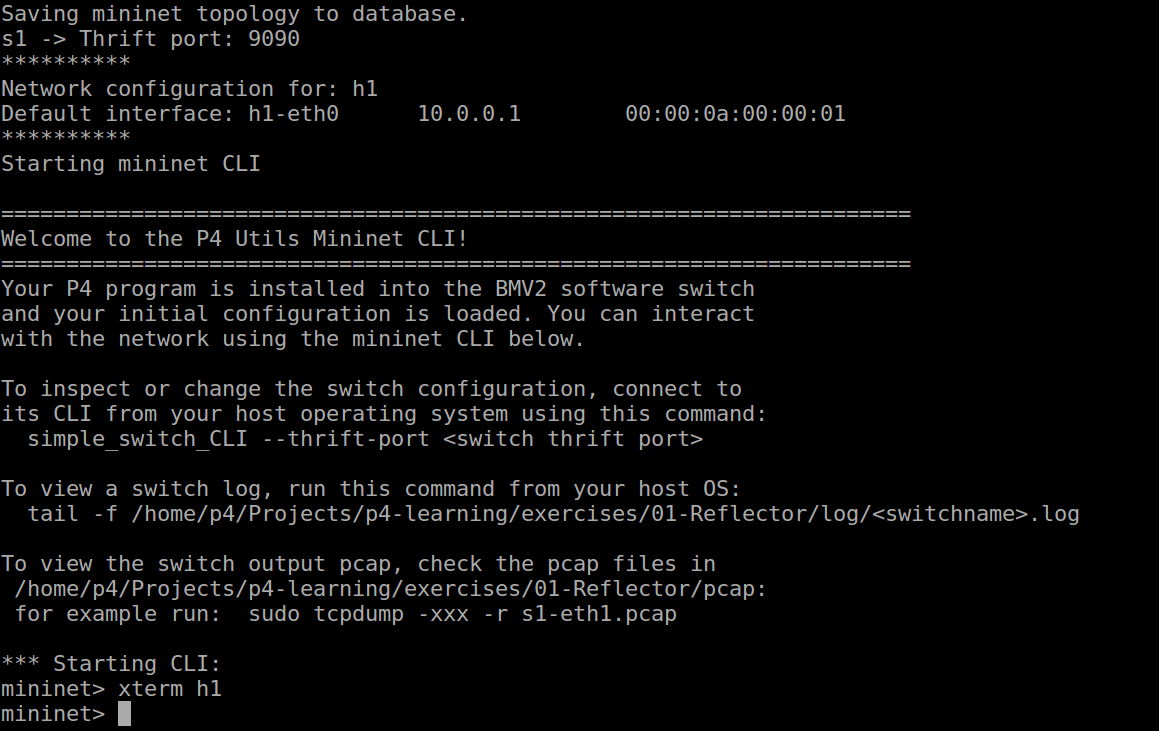 Saving mininet topology to database.
s1 -> Thrift port: 9090
**********
Network configuration for: h1
Default interface: h1-eth0      10.0.0.1        00:00:0a:00:00:01
**********
Starting mininet CLI

======================================================================
Welcome to the P4 Utils Mininet CLI!
======================================================================
Your P4 program is installed into the BMV2 software switch
and your initial configuration is loaded. You can interact
with the network using the mininet CLI below.

To inspect or change the switch configuration, connect to
its CLI from your host operating system using this command:
  simple_switch_CLI --thrift-port <switch thrift port>

To view a switch log, run this command from your host OS:
  tail -f /home/p4/Projects/p4-learning/exercises/01-Reflector/log/<switchname>.log

To view the switch output pcap, check the pcap files in
 /home/p4/Projects/p4-learning/exercises/01-Reflector/pcap:
 for example run:  sudo tcpdump -xxx -r s1-eth1.pcap

*** Starting CLI:
mininet> xterm h1
mininet>